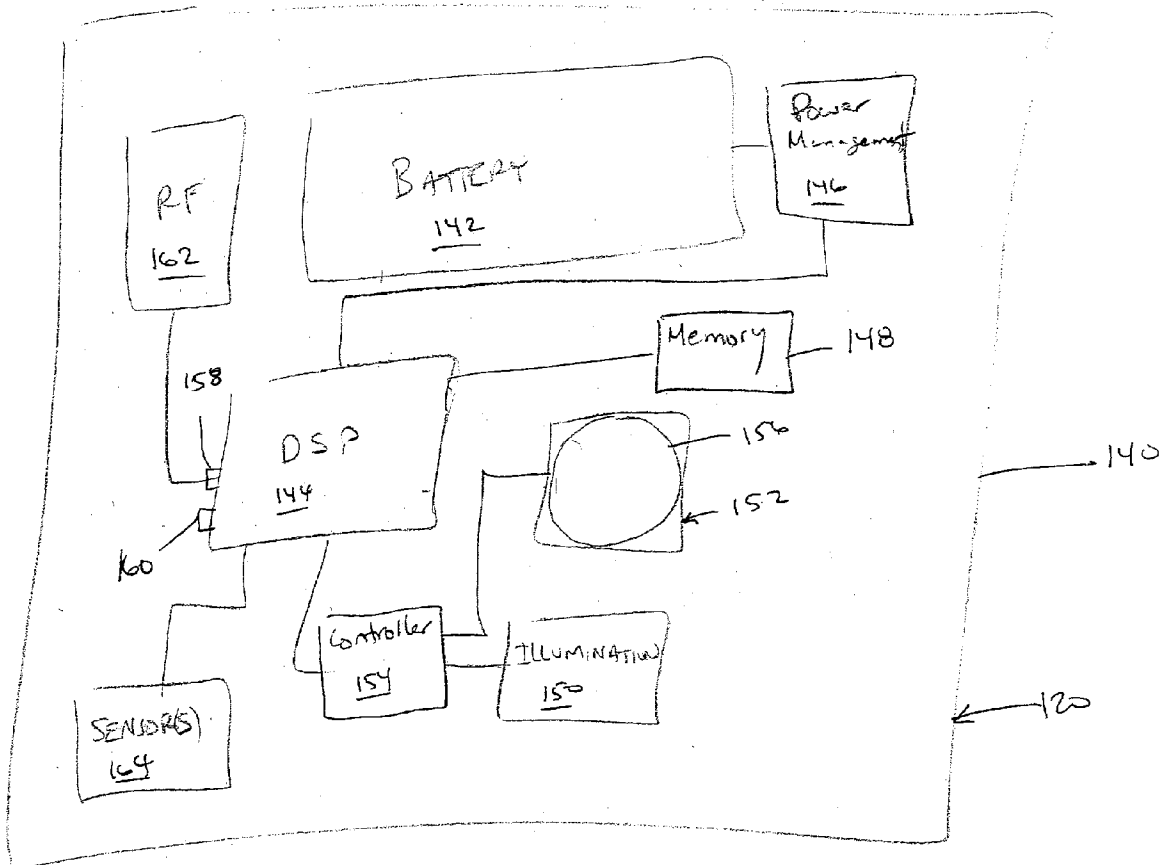 RF
162
BATTERY
142
Power
Management
146
Memory
148
158
DSP
144
156
152
140
160
Controller
154
ILLUMINATION
150
120
SENSOR(S)
164